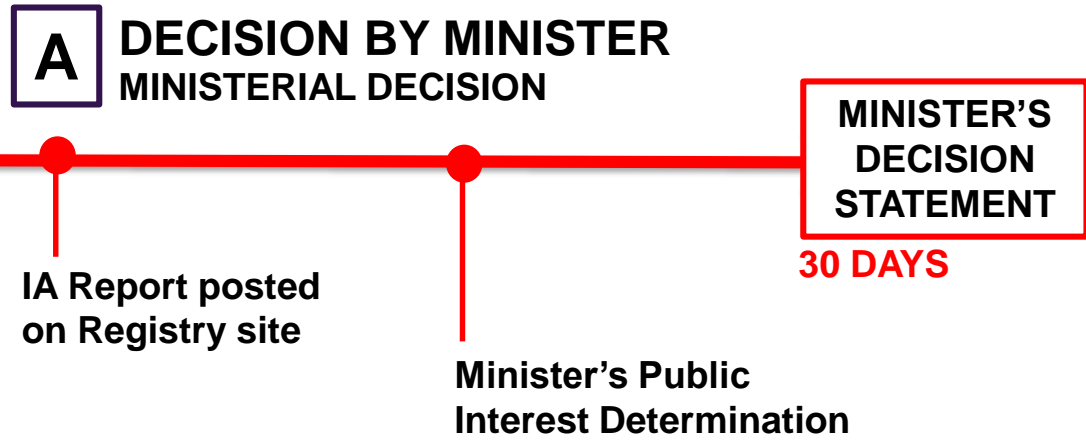 A
DECISION BY MINISTER
MINISTERIAL DECISION
MINISTER’S
DECISION
STATEMENT
30 DAYS
IA Report posted
on Registry site
Minister’s Public
Interest Determination